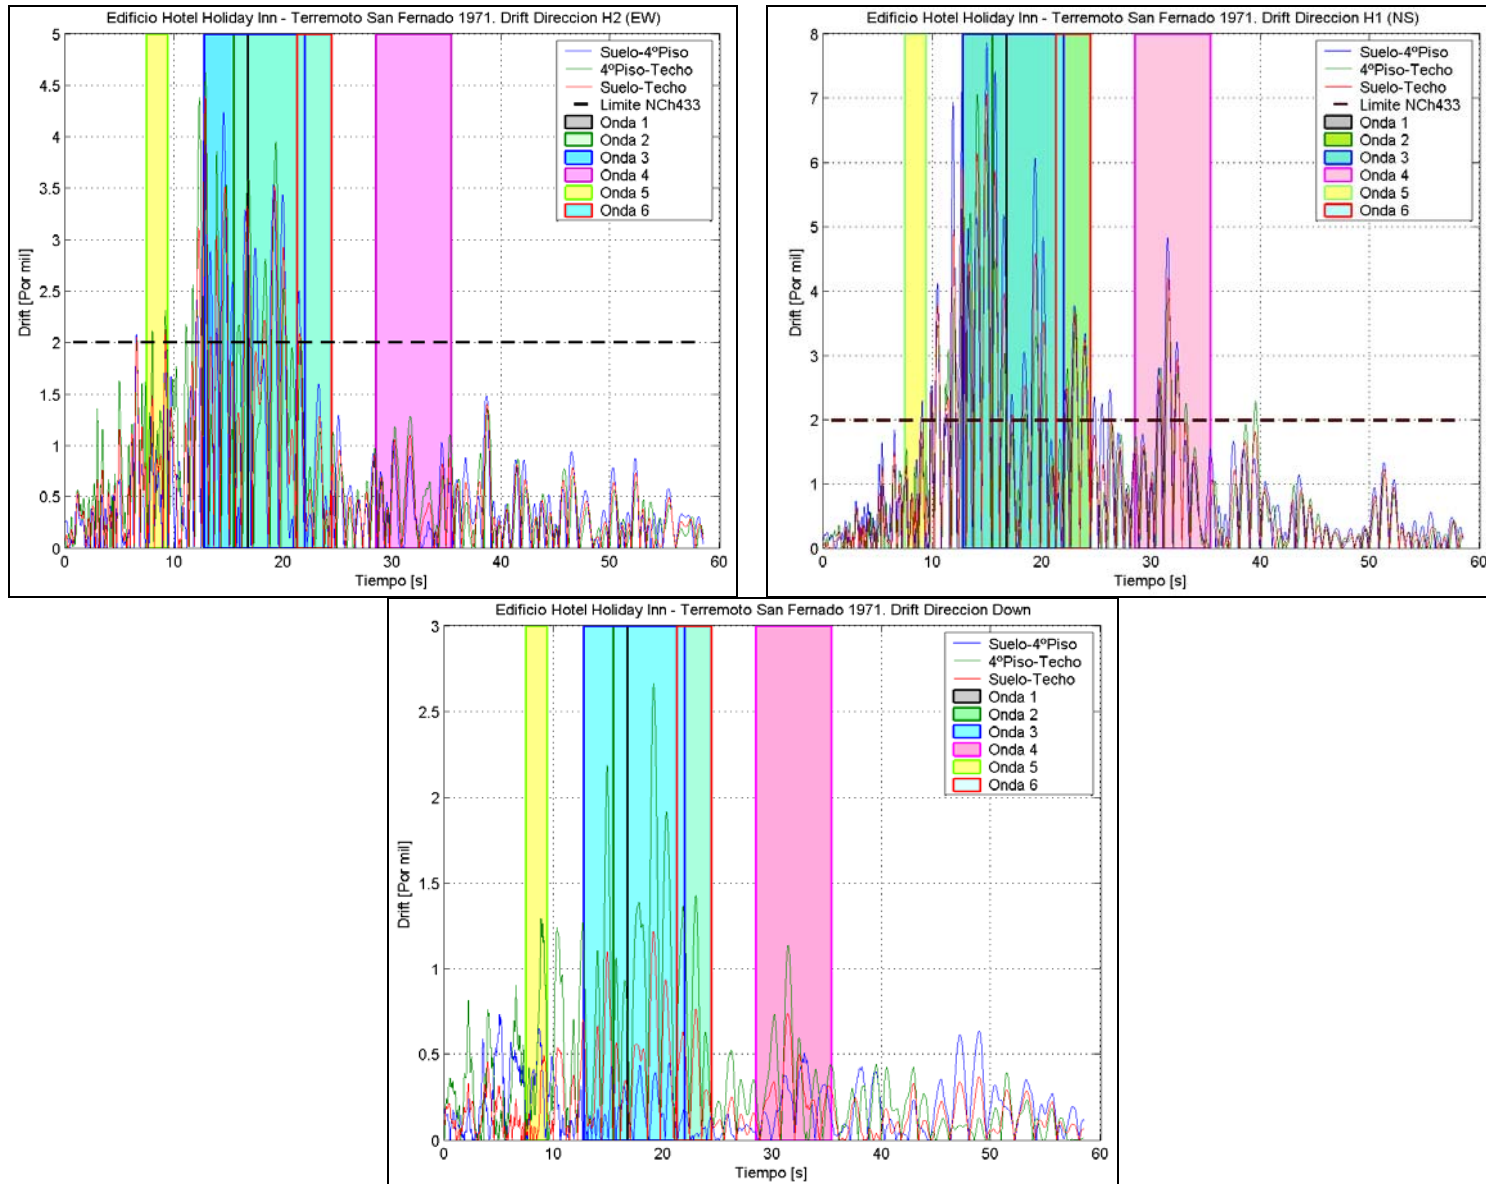 Edificio Hotel Holiday Inn - Terremoto San Fernado 1971. Drift Direccion H2 (EW)
Drift [Por mil]
5
4.5
4
3.5
3
2.5
2
1.5
1
0.5
0
0 10 20 30 40 50 60
Tiempo [s]
Suelo-4ºPiso
4ºPiso-Techo
Suelo-Techo
Limite NCh433
Onda 1
Onda 2
Onda 3
Onda 4
Onda 5
Onda 6
Edificio Hotel Holiday Inn - Terremoto San Fernado 1971. Drift Direccion H1 (NS)
Drift [Por mil]
8
7
6
5
4
3
2
1
0
0 10 20 30 40 50 60
Tiempo [s]
Suelo-4ºPiso
4ºPiso-Techo
Suelo-Techo
Limite NCh433
Onda 1
Onda 2
Onda 3
Onda 4
Onda 5
Onda 6
Edificio Hotel Holiday Inn - Terremoto San Fernado 1971. Drift Direccion Down
Drift [Por mil]
3
2.5
2
1.5
1
0.5
0
0 10 20 30 40 50 60
Tiempo [s]
Suelo-4ºPiso
4ºPiso-Techo
Suelo-Techo
Onda 1
Onda 2
Onda 3
Onda 4
Onda 5
Onda 6